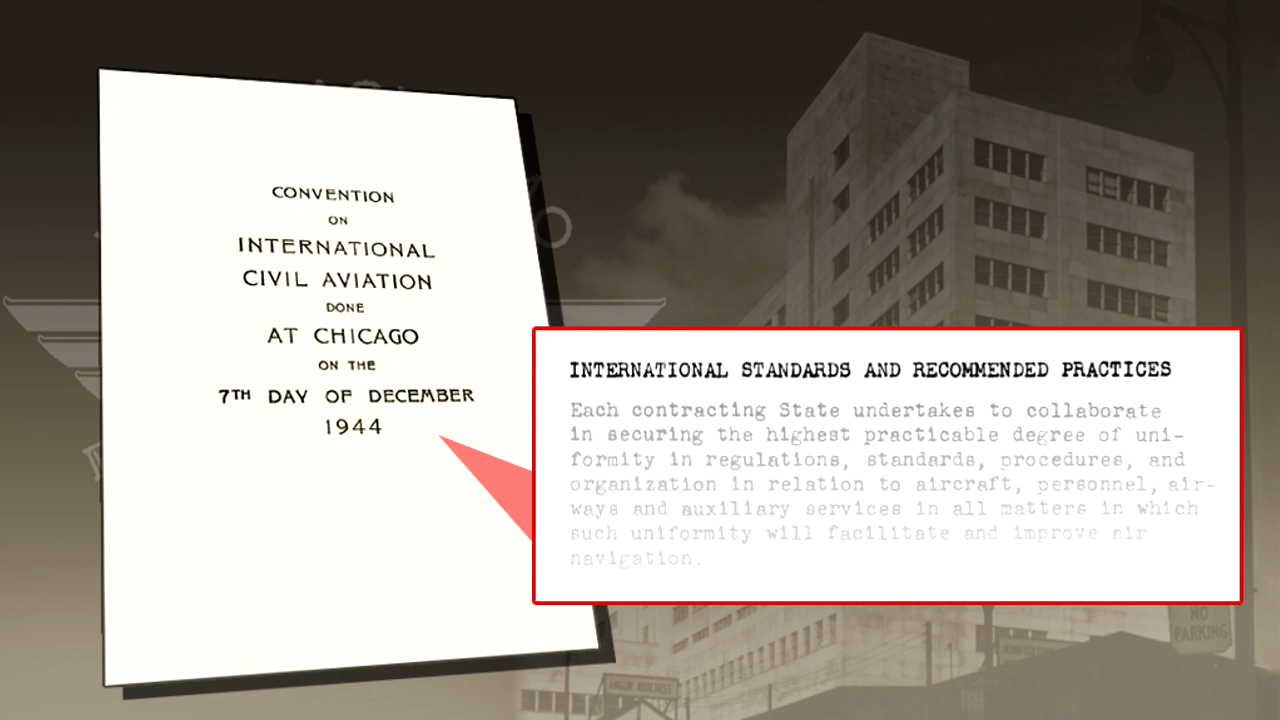 CONVENTION
ON
INTERNATIONAL
CIVIL AVIATION
DONE
AT CHICAGO
ON THE
7TH DAY OF DECEMBER
1944
INTERNATIONAL STANDARDS AND RECOMMENDED PRACTICES
Each contracting State undertakes to collaborate
in securing the highest practicable degree of uni-
formity in regulations, standards, procedures, and
organization in relation to aircraft, personnel, air-
ways and auxiliary services in all matters in which
such uniformity will facilitate and improve air
navigation.
NO
PARKING